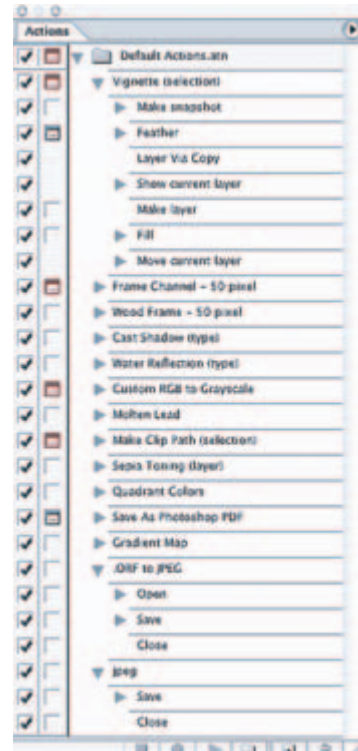 Actions
Default Actions.atn
Vignette (selection)
Make snapshot
Feather
Layer Via Copy
Show current layer
Make layer
Fill
Move current layer
Frame Channel - 50 pixel
Wood Frame - 50 pixel
Cast Shadow (type)
Water Reflection (type)
Custom RGB to Grayscale
Molten Lead
Make Clip Path (selection)
Sepia Toning (layer)
Quadrant Colors
Save As Photoshop PDF
Gradient Map
.ORF to JPEG
Open
Save
Close
jpeg
Save
Close